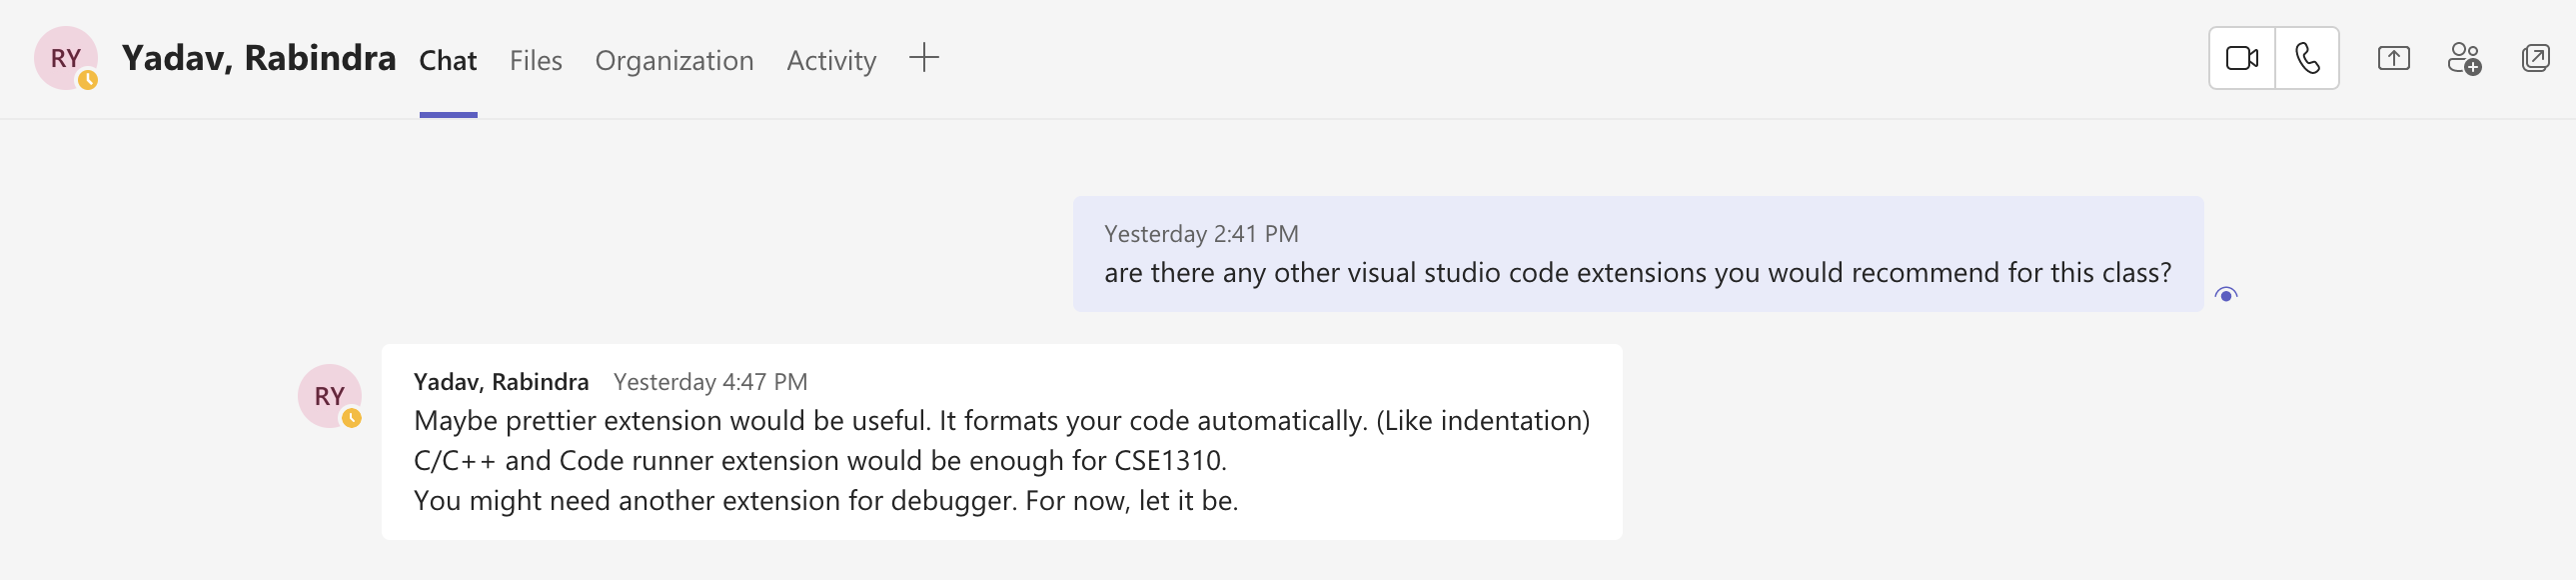 RY Yadav, Rabindra Chat Files Organization Activity
Yesterday 2:41 PM
are there any other visual studio code extensions you would recommend for this class?
RY
Yadav, Rabindra Yesterday 4:47 PM
Maybe prettier extension would be useful. It formats your code automatically. (Like indentation)
C/C++ and Code runner extension would be enough for CSE1310.
You might need another extension for debugger. For now, let it be.